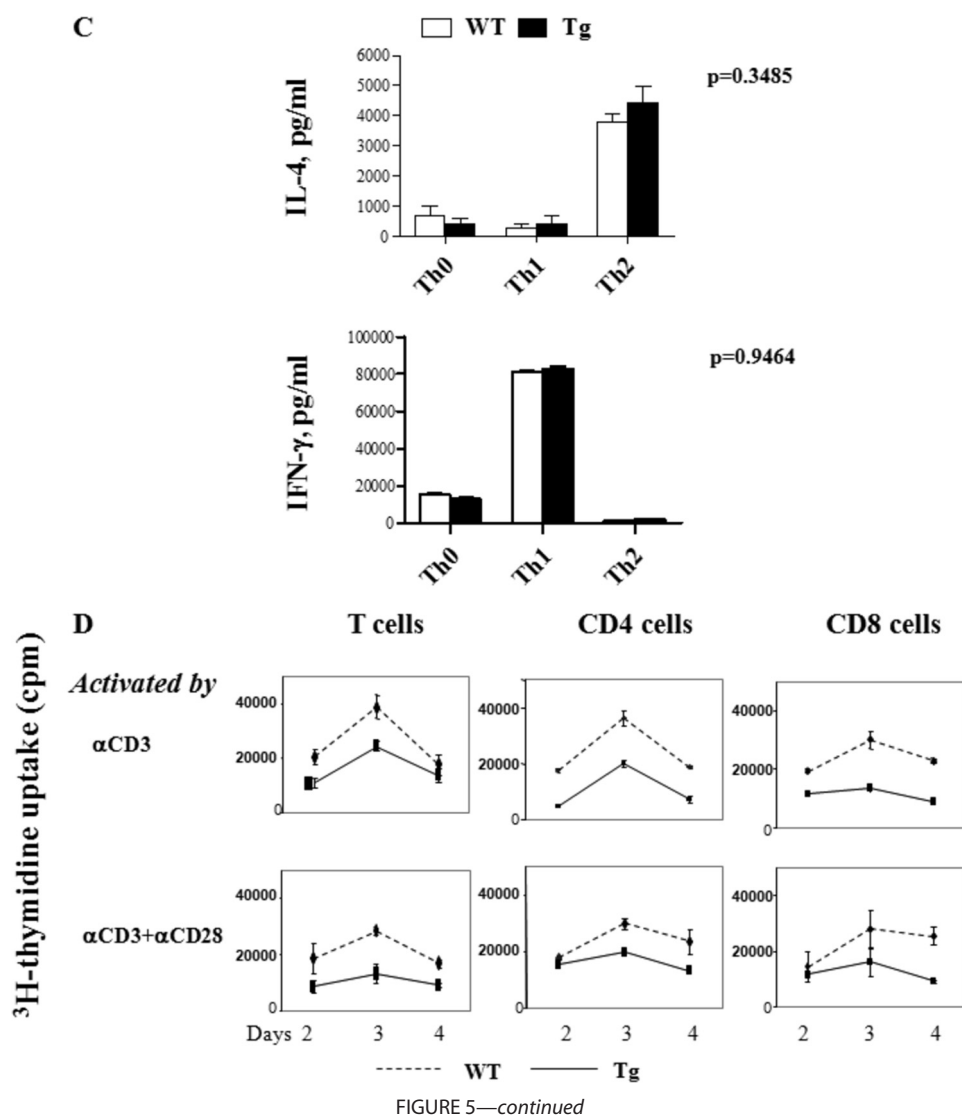 C
WT Tg
6000
5000
4000
3000
2000
1000
0
IL-4, pg/ml
p=0.3485
Th0 Th1 Th2
100000
80000
60000
40000
20000
0
IFN-γ, pg/ml
p=0.9464
Th0 Th1 Th2
D T cells CD4 cells CD8 cells
³H-thymidine uptake (cpm)
Activated by
αCD3
40000
20000
0
40000
20000
0
40000
20000
0
αCD3+αCD28
40000
20000
0
40000
20000
0
40000
20000
0
Days 2 3 4 2 3 4 2 3 4
WT Tg
FIGURE 5—continued